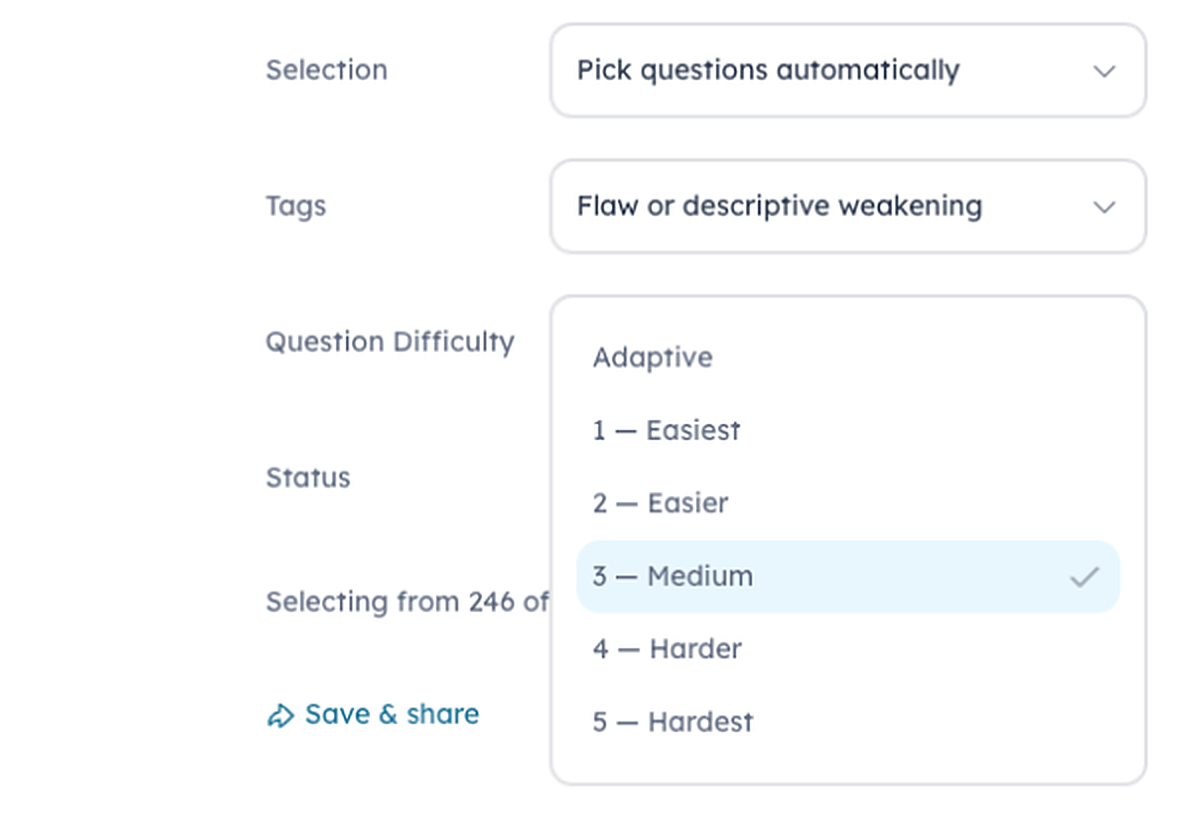 Selection
Pick questions automatically
Tags
Flaw or descriptive weakening
Question Difficulty
Adaptive
1 — Easiest
2 — Easier
3 — Medium
4 — Harder
5 — Hardest
Status
Selecting from 246 of
Save & share